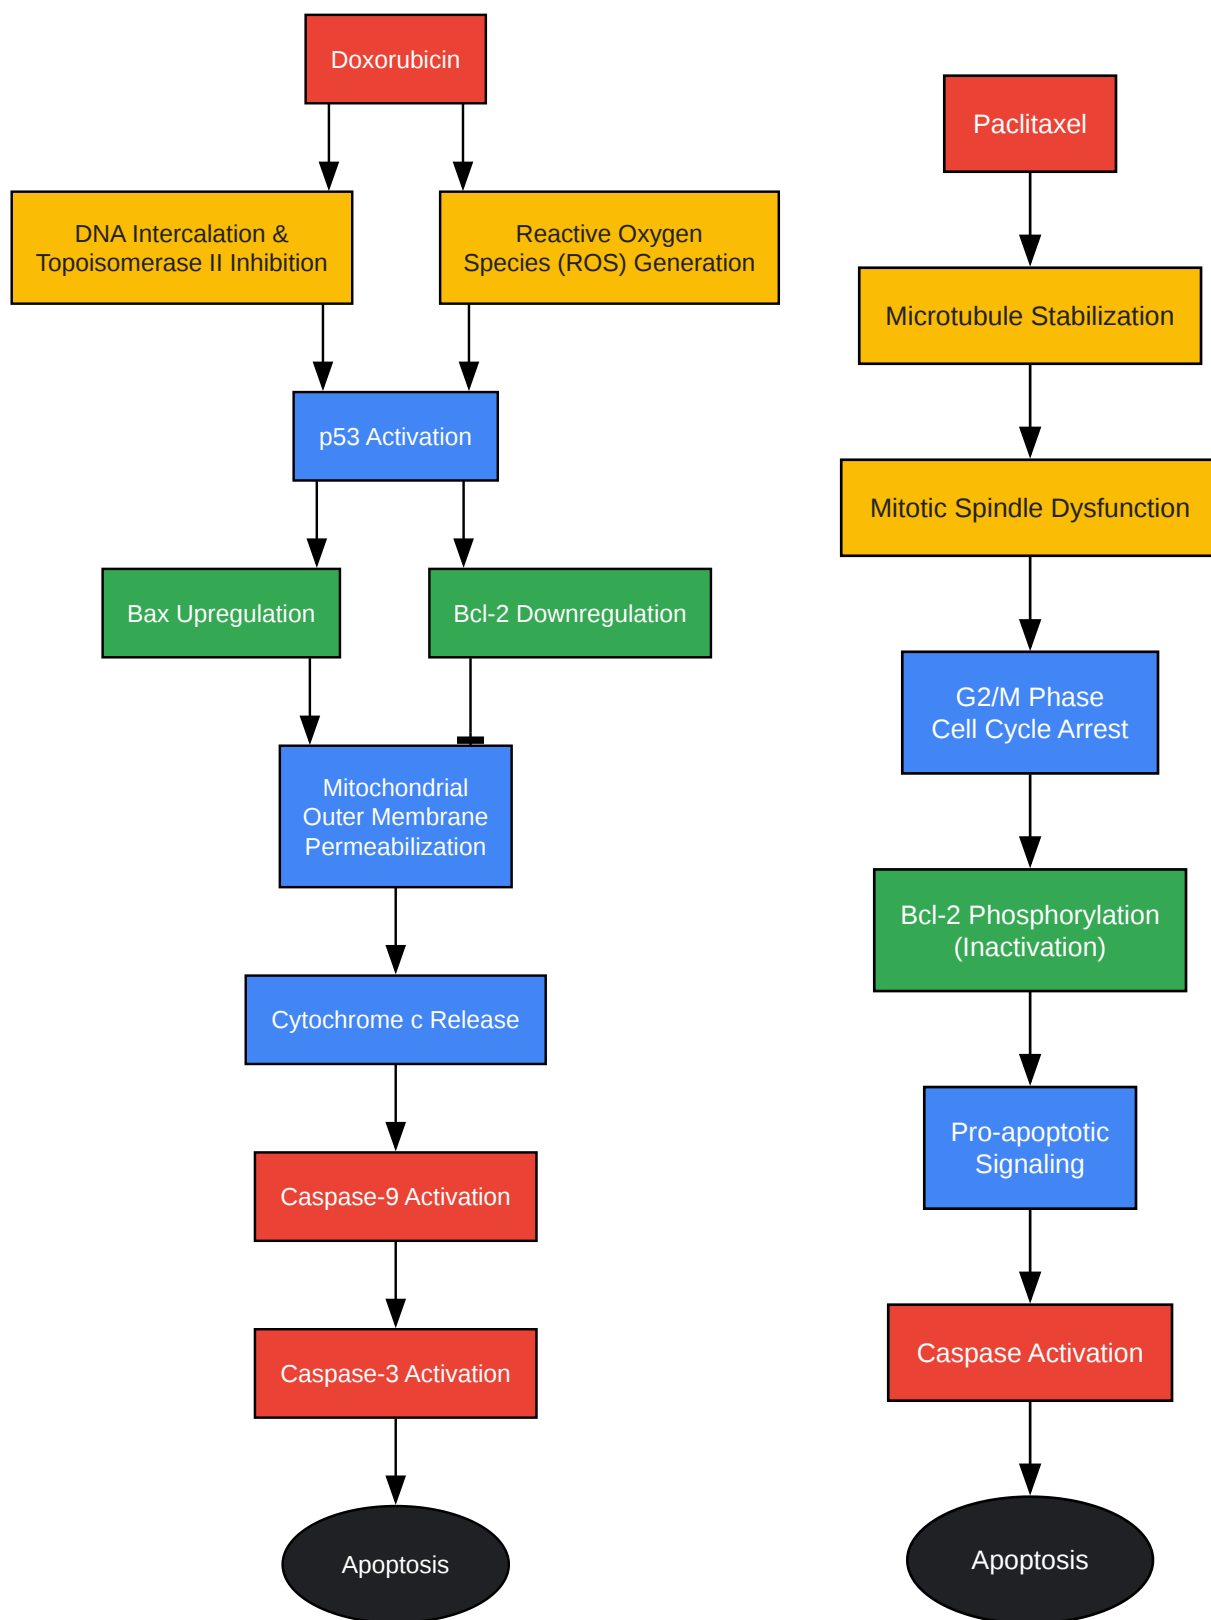 Doxorubicin
DNA Intercalation &
Topoisomerase II Inhibition
Reactive Oxygen
Species (ROS) Generation
p53 Activation
Bax Upregulation
Bcl-2 Downregulation
Mitochondrial
Outer Membrane
Permeabilization
Cytochrome c Release
Caspase-9 Activation
Caspase-3 Activation
Apoptosis
Paclitaxel
Microtubule Stabilization
Mitotic Spindle Dysfunction
G2/M Phase
Cell Cycle Arrest
Bcl-2 Phosphorylation
(Inactivation)
Pro-apoptotic
Signaling
Caspase Activation
Apoptosis